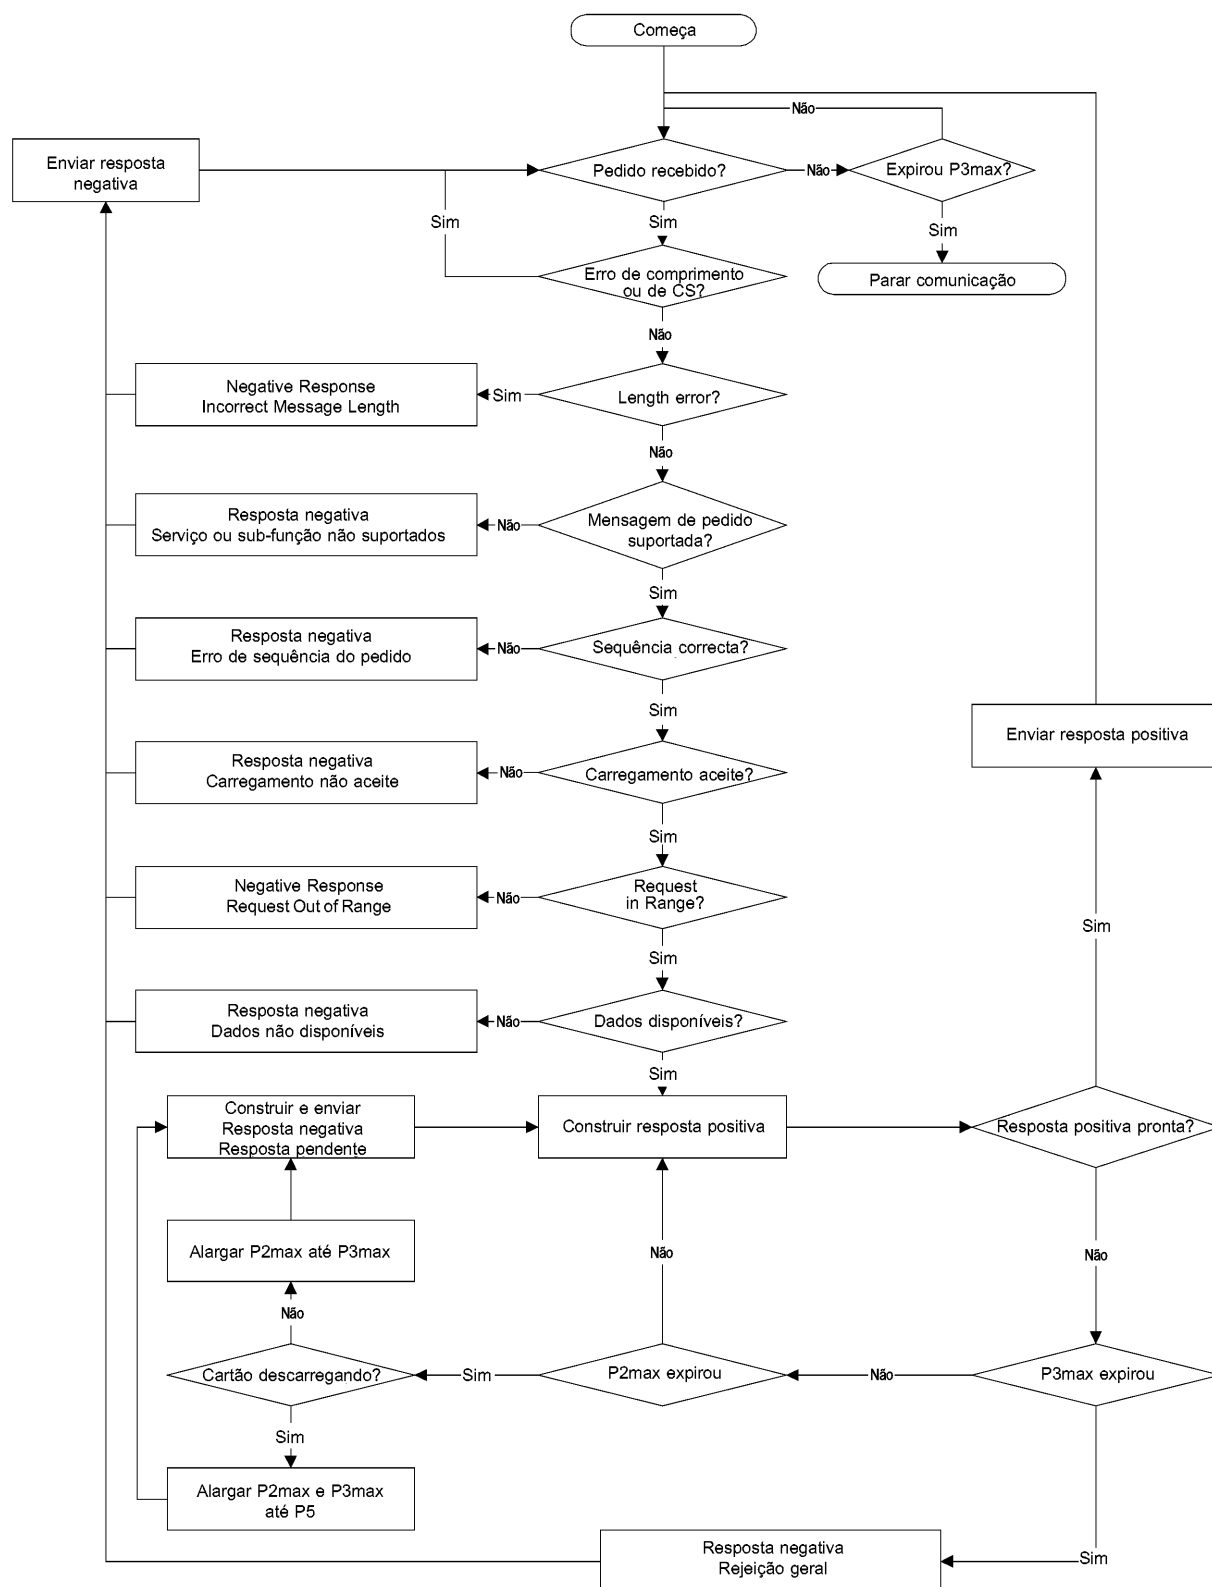 Começa
Não
Enviar resposta
negativa
Pedido recebido?
Não
Expirou P3max?
Sim
Sim
Sim
Erro de comprimento
ou de CS?
Parar comunicação
Não
Negative Response
Incorrect Message Length
Sim
Length error?
Não
Resposta negativa
Serviço ou sub-função não suportados
Não
Mensagem de pedido
suportada?
Sim
Resposta negativa
Erro de sequência do pedido
Não
Sequência correcta?
Sim
Enviar resposta positiva
Resposta negativa
Carregamento não aceite
Não
Carregamento aceite?
Sim
Negative Response
Request Out of Range
Não
Request
in Range?
Sim
Sim
Resposta negativa
Dados não disponíveis
Não
Dados disponíveis?
Sim
Construir e enviar
Resposta negativa
Resposta pendente
Construir resposta positiva
Resposta positiva pronta?
Alargar P2max até P3max
Não
Não
Não
Cartão descarregando?
Sim
P2max expirou
Não
P3max expirou
Sim
Alargar P2max e P3max
até P5
Resposta negativa
Rejeição geral
Sim